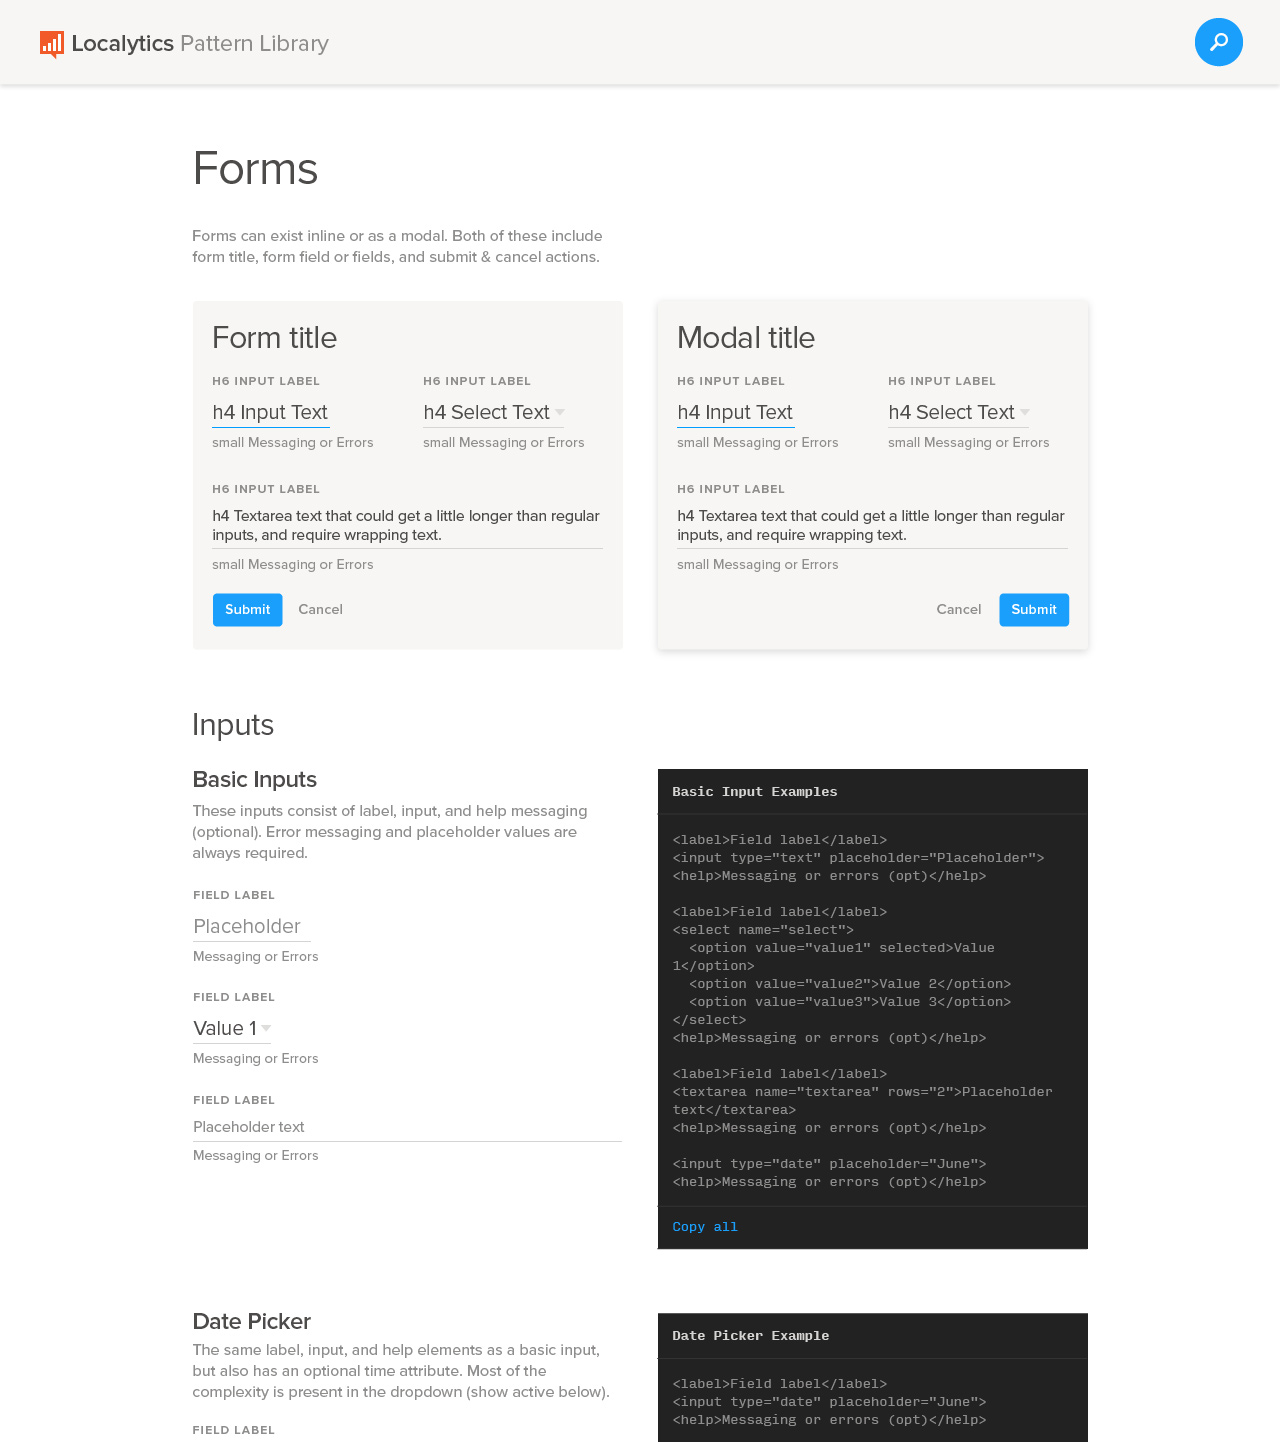 Localytics Pattern Library
Forms
Forms can exist inline or as a modal. Both of these include
form title, form field or fields, and submit & cancel actions.
Form title
H6 INPUT LABEL
H6 INPUT LABEL
h4 Input Text
h4 Select Text
small Messaging or Errors
small Messaging or Errors
H6 INPUT LABEL
h4 Textarea text that could get a little longer than regular
inputs, and require wrapping text.
small Messaging or Errors
Submit
Cancel
Modal title
H6 INPUT LABEL
H6 INPUT LABEL
h4 Input Text
h4 Select Text
small Messaging or Errors
small Messaging or Errors
H6 INPUT LABEL
h4 Textarea text that could get a little longer than regular
inputs, and require wrapping text.
small Messaging or Errors
Cancel
Submit
Inputs
Basic Inputs
These inputs consist of label, input, and help messaging
(optional). Error messaging and placeholder values are
always required.
FIELD LABEL
Placeholder
Messaging or Errors
FIELD LABEL
Value 1
Messaging or Errors
FIELD LABEL
Placeholder text
Messaging or Errors
Basic Input Examples
<label>Field label</label>
<input type="text" placeholder="Placeholder">
<help>Messaging or errors (opt)</help>
<label>Field label</label>
<select name="select">
  <option value="value1" selected>Value
1</option>
  <option value="value2">Value 2</option>
  <option value="value3">Value 3</option>
</select>
<help>Messaging or errors (opt)</help>
<label>Field label</label>
<textarea name="textarea" rows="2">Placeholder
text</textarea>
<help>Messaging or errors (opt)</help>
<input type="date" placeholder="June">
<help>Messaging or errors (opt)</help>
Copy all
Date Picker
The same label, input, and help elements as a basic input,
but also has an optional time attribute. Most of the
complexity is present in the dropdown (show active below).
FIELD LABEL
Date Picker Example
<label>Field label</label>
<input type="date" placeholder="June">
<help>Messaging or errors (opt)</help>